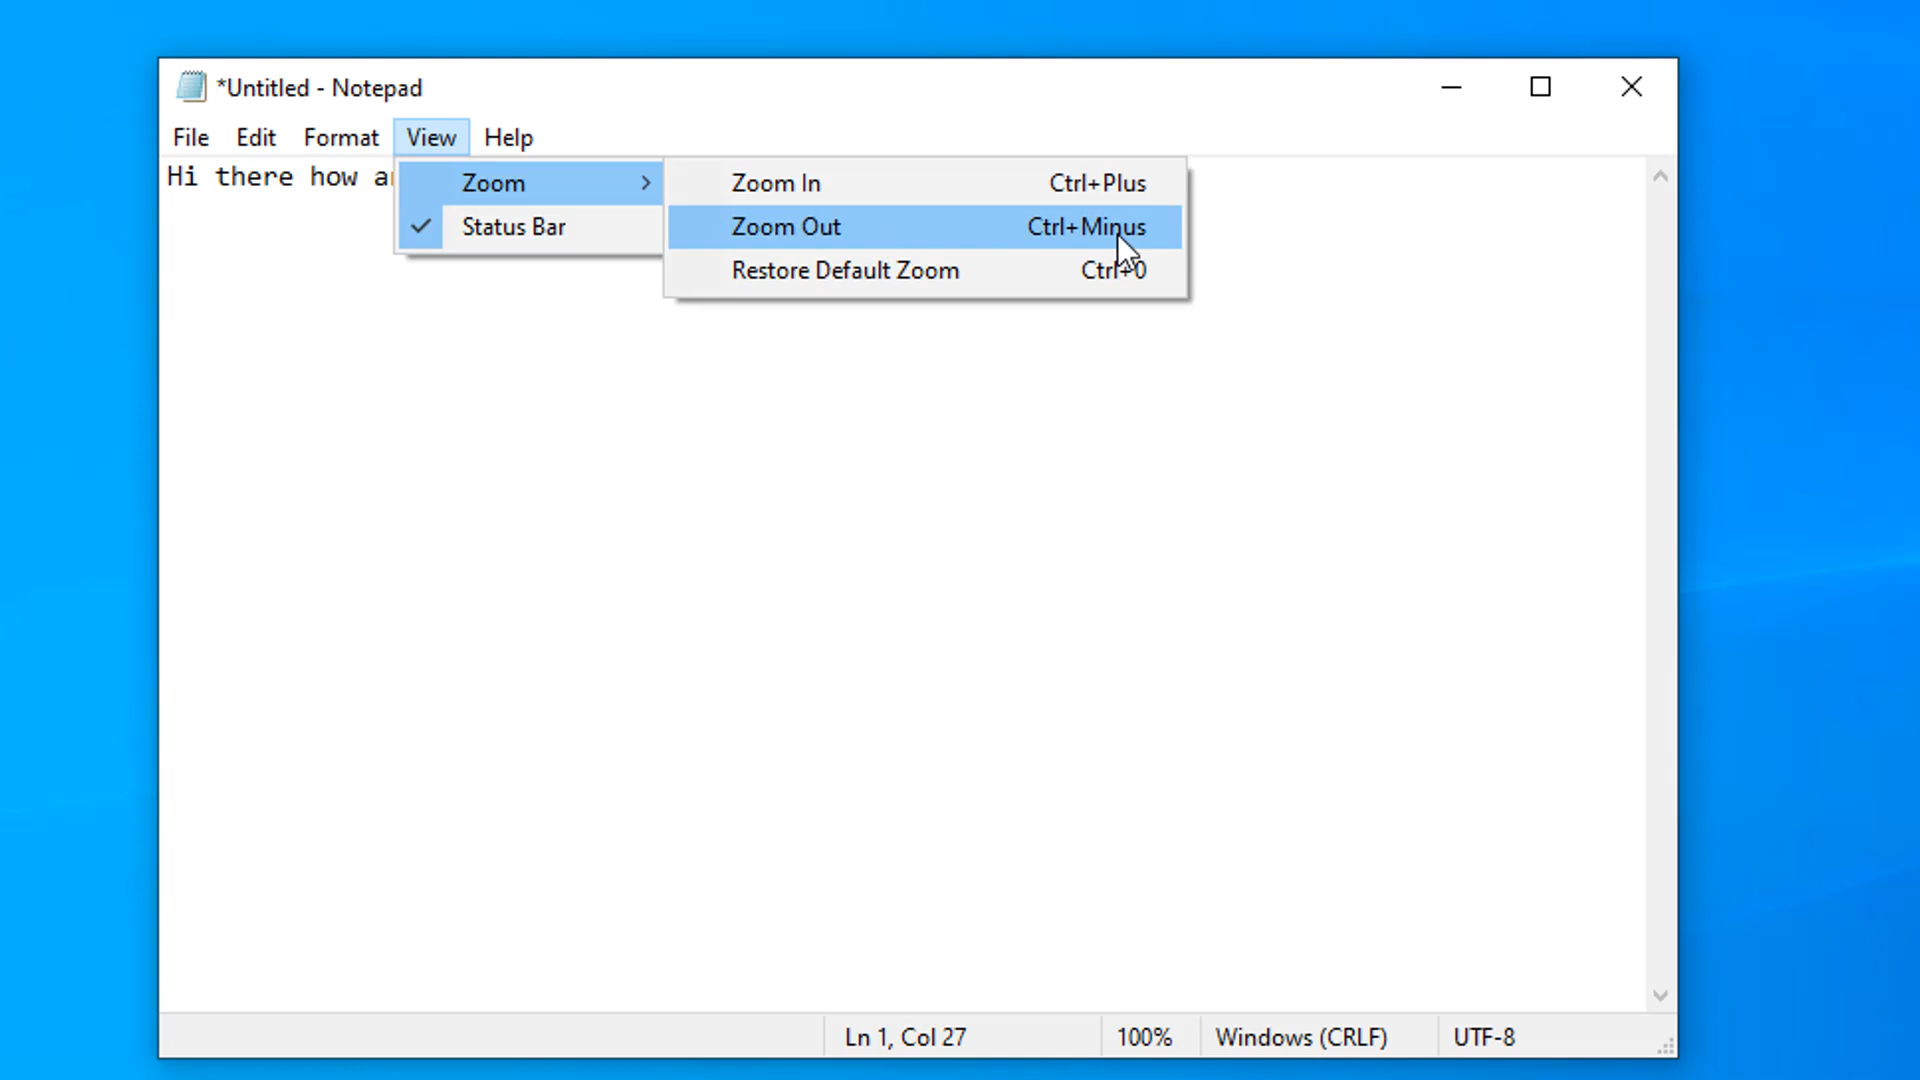 *Untitled - Notepad
File Edit Format View Help
Hi there how
Zoom
Status Bar
Zoom In Ctrl+Plus
Zoom Out Ctrl+Minus
Restore Default Zoom Ctrl+0
Ln 1, Col 27 100% Windows (CRLF) UTF-8